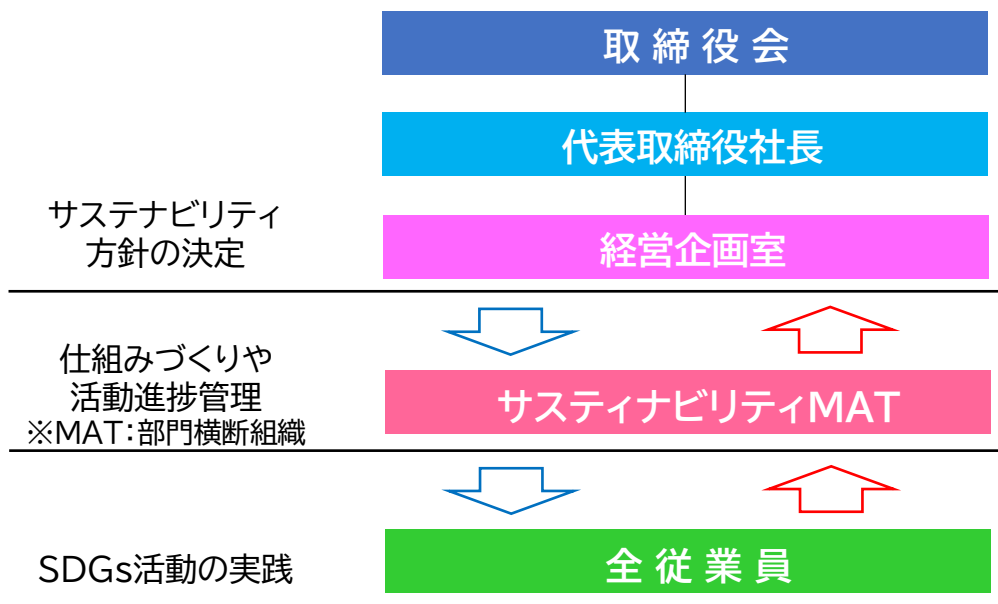 取締役会
代表取締役社長
サステナビリティ
方針の決定
経営企画室
仕組みづくりや
活動進捗管理
※MAT：部門横断組織
サスティナビリティMAT
SDGs活動の実践
全従業員